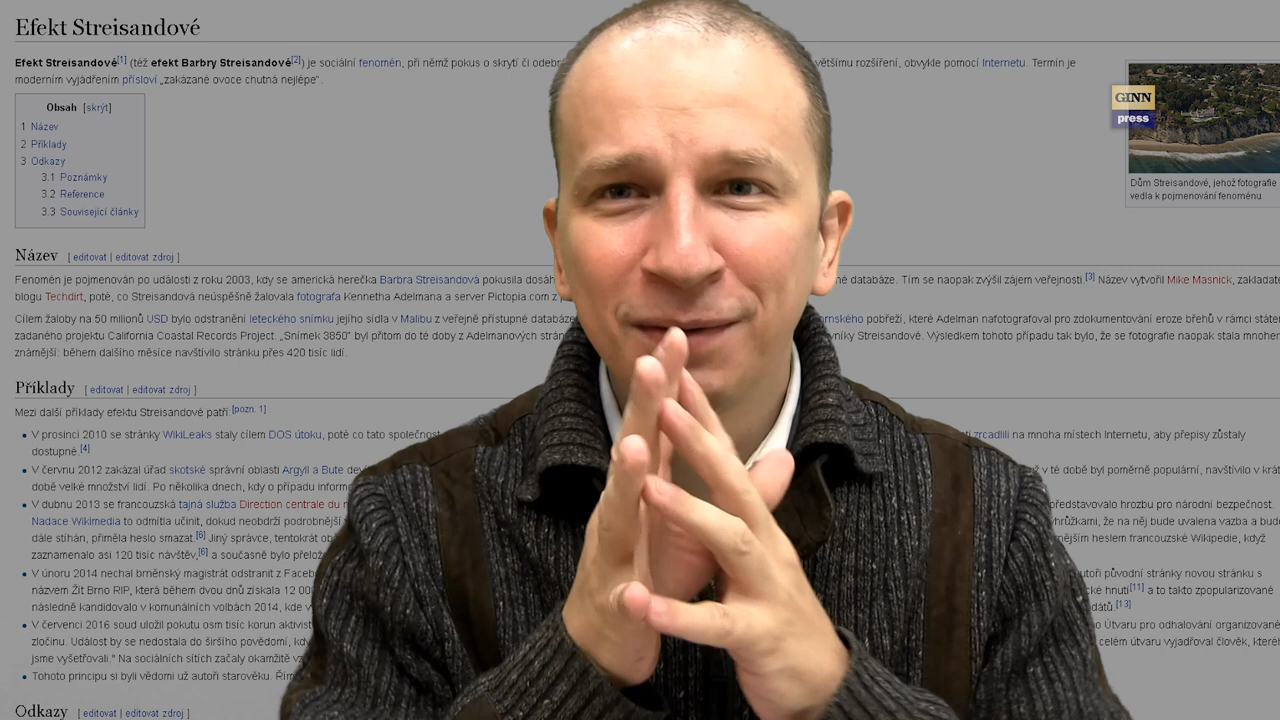 Efekt Streisandové
Efekt Streisandové[1] (též efekt Barbry Streisandové[2]) je sociální fenomén, při němž pokus o skrytí či odebr
většímu rozšíření, obvykle pomocí Internetu. Termín je
moderním vyjádřením přísloví „zakázané ovoce chutná nejlépe“.
GINN
press
Obsah [skrýt]
1 Název
2 Příklady
3 Odkazy
3.1 Poznámky
3.2 Reference
3.3 Související články
Dům Streisandové, jehož fotografie
vedla k pojmenování fenoménu.
Název [ editovat | editovat zdroj ]
Fenomén je pojmenován po události z roku 2003, kdy se americká herečka Barbra Streisandová pokusila dosáh
né databáze. Tím se naopak zvýšil zájem veřejnosti.[3] Název vytvořil Mike Masnick, zakladate
blogu Techdirt, poté, co Streisandová neúspěšně žalovala fotografa Kennetha Adelmana a server Pictopia.com z
Cílem žaloby na 50 milionů USD bylo odstranění leteckého snímku jejího sídla v Malibu z veřejně přístupné databáze
ornského pobřeží, které Adelman nafotografoval pro zdokumentování eroze břehů v rámci státe
zadaného projektu California Coastal Records Project. „Snímek 3850“ byl přitom do té doby z Adelmanových strán
vníky Streisandové. Výsledkem tohoto případu tak bylo, že se fotografie naopak stala mnohem
známější: během dalšího měsíce navštívilo stránku přes 420 tisíc lidí.
Příklady [ editovat | editovat zdroj ]
Mezi další příklady efektu Streisandové patří:[pozn. 1]
V prosinci 2010 se stránky WikiLeaks staly cílem DOS útoku, poté co tato společnost
ti zrcadlili na mnoha místech Internetu, aby přepisy zůstaly
dostupné.[4]
V červnu 2012 zakázal úřad skotské správní oblasti Argyll a Bute dev
ž v té době byl poměrně populární, navštívilo v krát
době velké množství lidí. Po několika dnech, kdy o případu inform
V dubnu 2013 se francouzská tajná služba Direction centrale du r
představovalo hrozbu pro národní bezpečnost
Nadace Wikimedia to odmítla učinit, dokud neobdrží podrobnější
ýhrůžkami, že na něj bude uvalena vazba a bud
dále stíhán, přiměla heslo smazat.[6] Jiný správce, tentokrát ob
nějším heslem francouzské Wikipedie, když
zaznamenalo asi 120 tisíc návštěv,[6] a současně bylo přelož
V únoru 2014 nechal brněnský magistrát odstranit z Faceb
utoři původní stránky novou stránku s
názvem Žít Brno RIP, která během dvou dnů získala 12 00
cké hnutí[11] a to takto zpopularizované
následně kandidovalo v komunálních volbách 2014, kde v
dátů.[13]
V červenci 2016 soud uložil pokutu osm tisíc korun aktivist
o Útvaru pro odhalování organizované
zločinu. Událost by se nedostala do širšího povědomí, kdy
celém útvaru vyjadřoval člověk, které
jsme vyšetřovali.“ Na sociálních sítích začaly okamžitě vz
Tohoto principu si byli vědomi už autoři starověku. Řím
Odkazy [ editovat | editovat zdroj ]